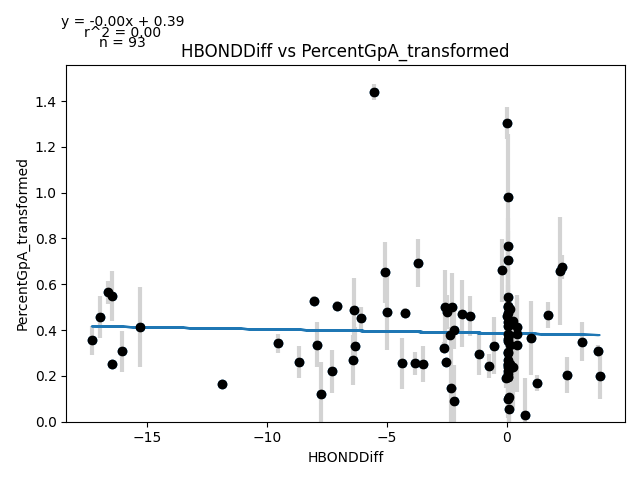 y = -0.00x + 0.39
r^2 = 0.00
n = 93
HBONDDiff vs PercentGpA_transformed
PercentGpA_transformed
1.4
1.2
1.0
0.8
0.6
0.4
0.2
0.0
−15
−10
−5
0
HBONDDiff